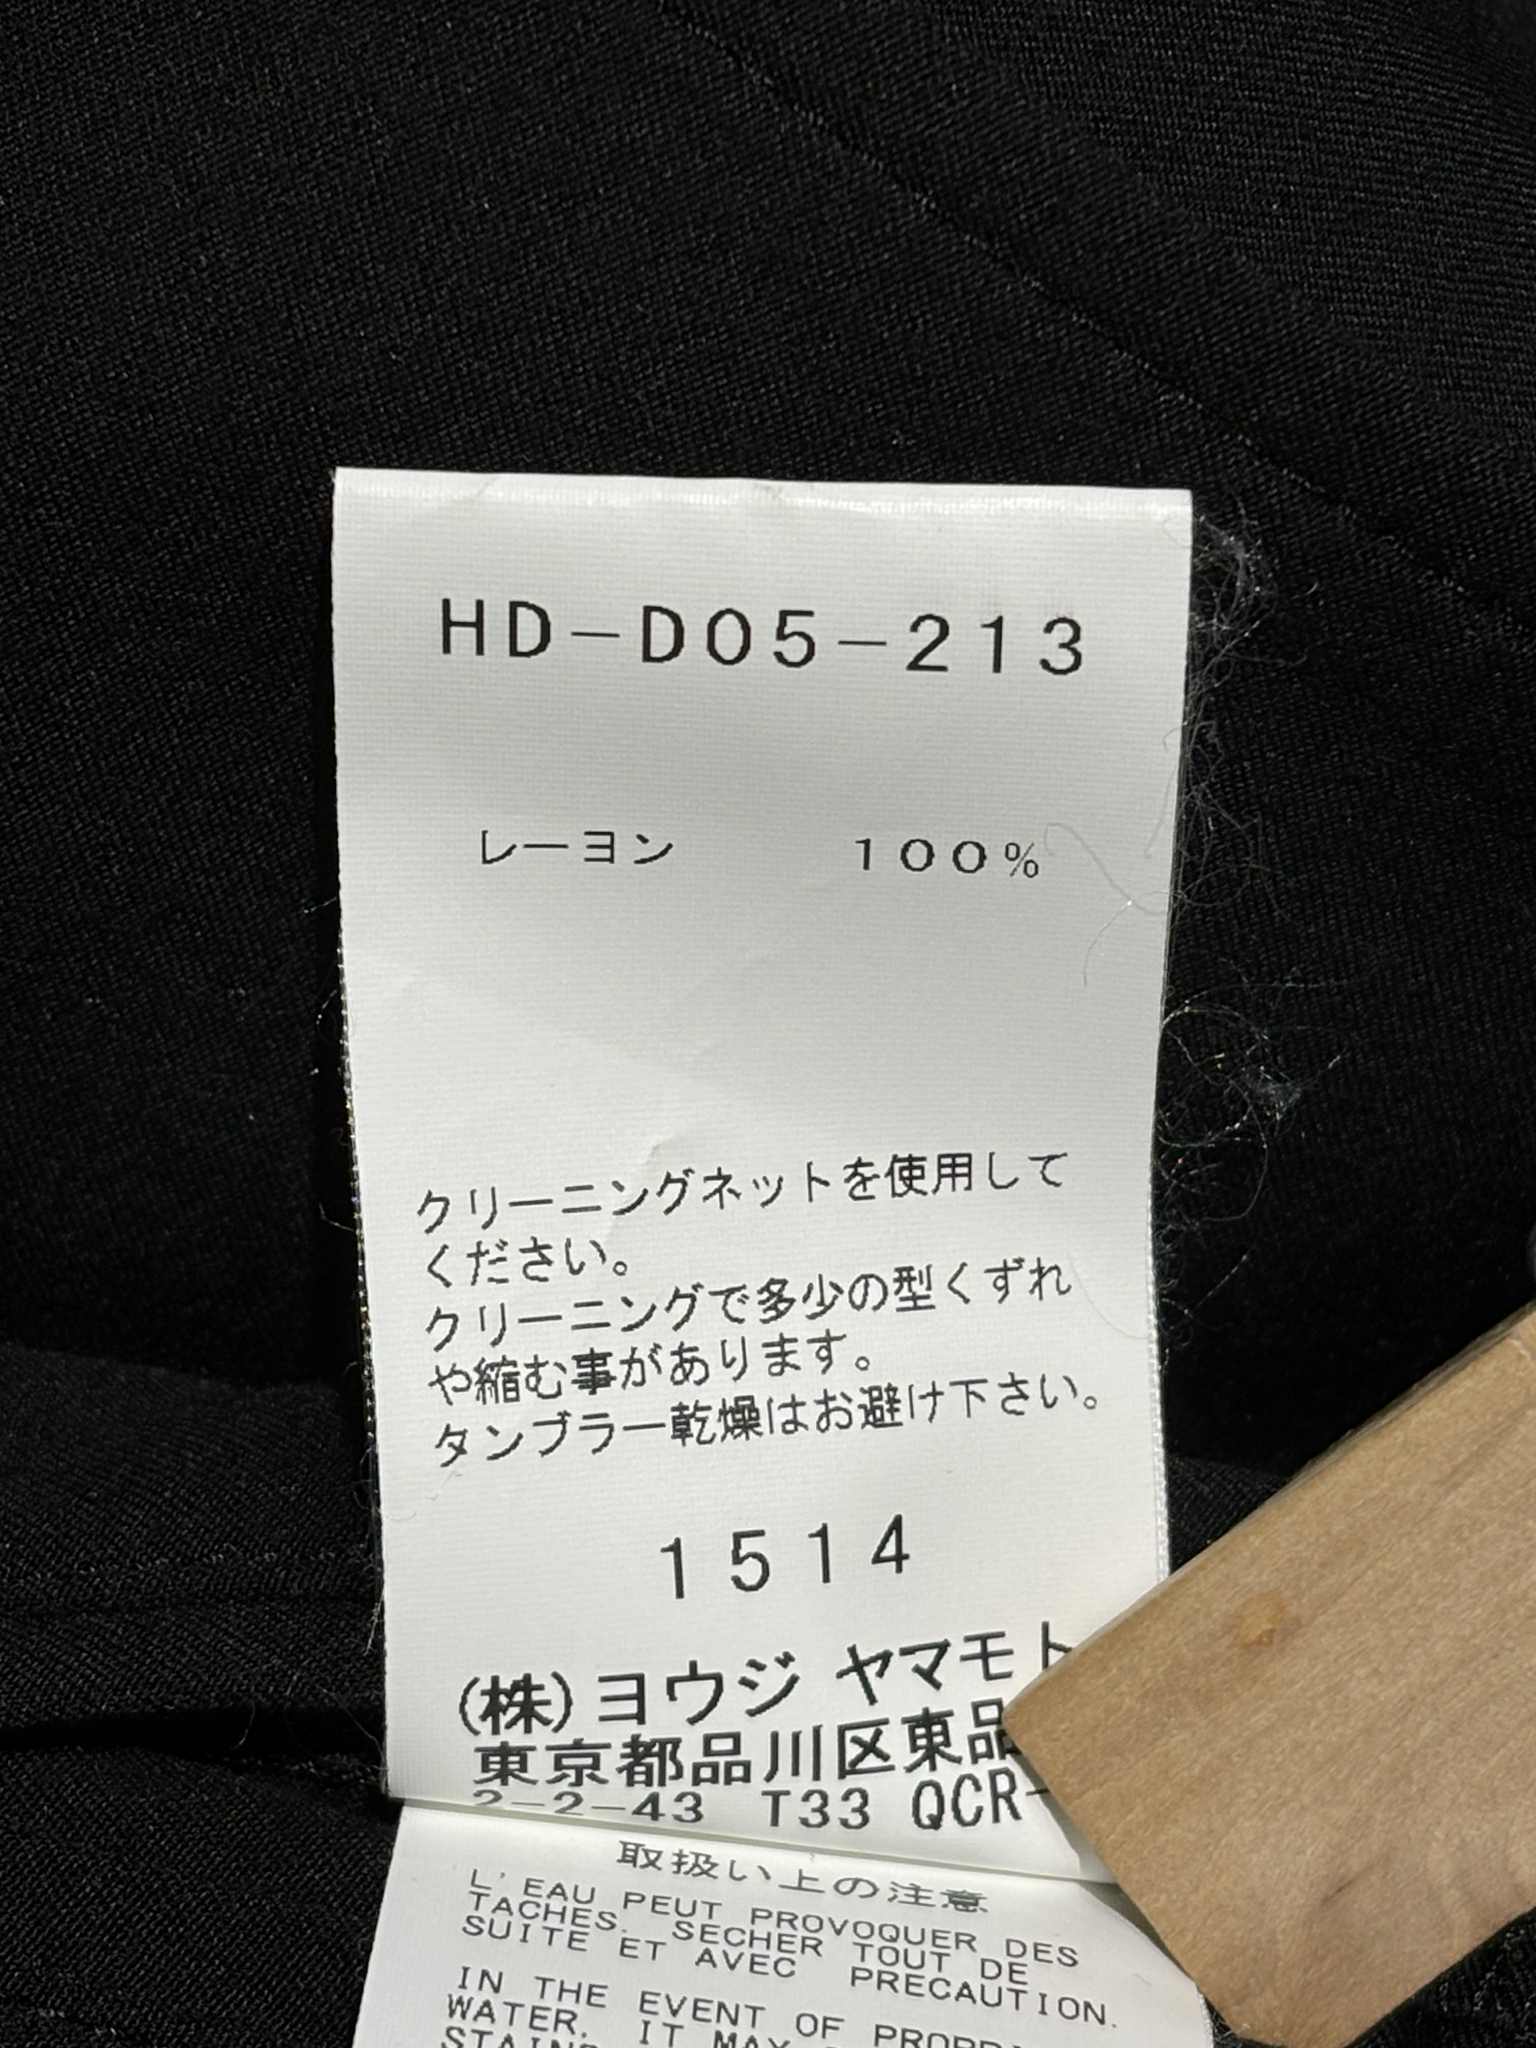 HD-D05-213
レーヨン 100%
クリーニングネットを使用して
ください。
クリーニングで多少の型くずれ
や縮む事があります。
タンブラー乾燥はお避け下さい。
1514
(株)ヨウジ ヤマモト
東京都品川区東品
2-2-43 T33 QCR-
取扱い上の注意
L'EAU PEUT PROVOQUER DES
TACHES. SECHER TOUT DE
SUITE ET AVEC PRECAUTION.
IN THE EVENT OF
WATER, IT MAY